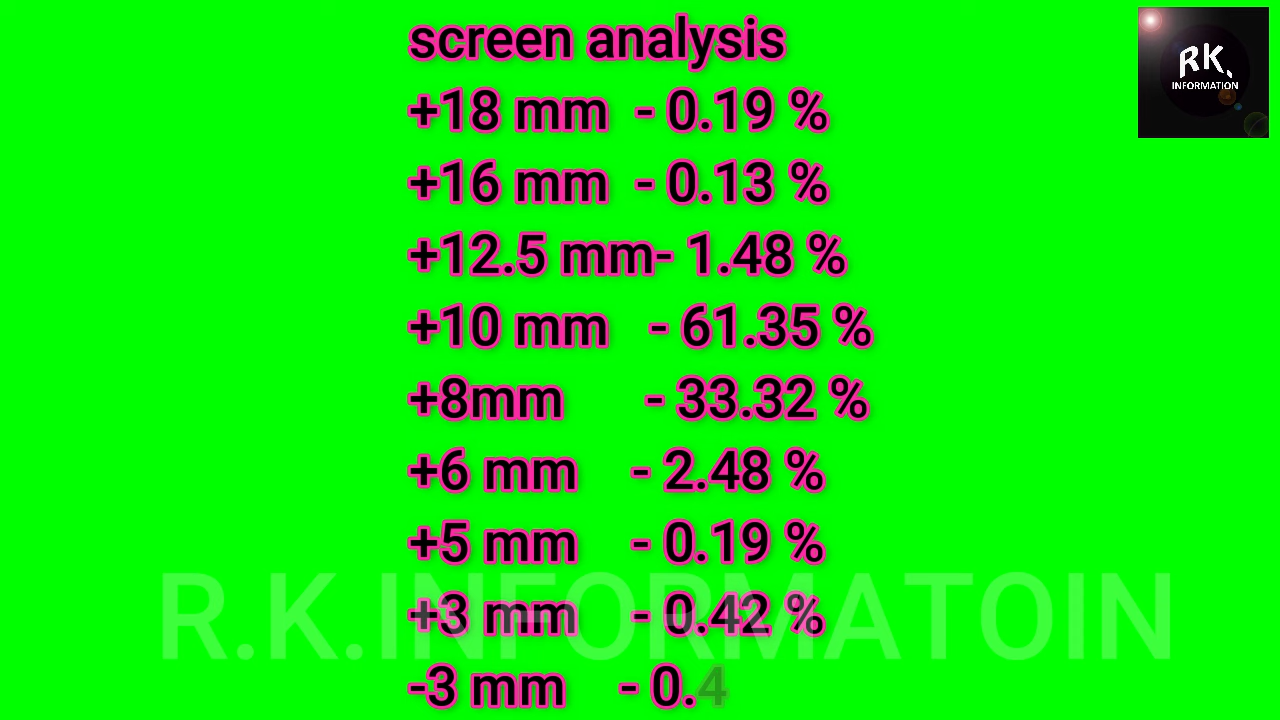 screen analysis
+18 mm - 0.19 %
+16 mm - 0.13 %
+12.5 mm- 1.48 %
+10 mm - 61.35 %
+8mm - 33.32 %
+6 mm - 2.48 %
+5 mm - 0.19 %
+3 mm - 0.42 %
-3 mm - 0.4
R.K.INFORMATOIN
RK.
INFORMATION